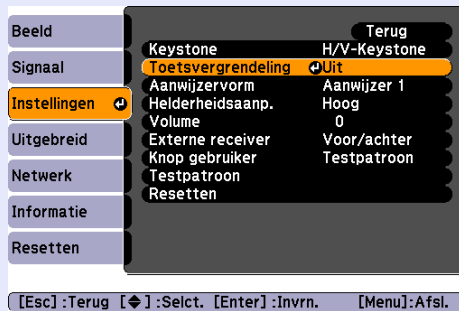 Beeld
Signaal
Instellingen
Uitgebreid
Netwerk
Informatie
Resetten
Terug
Keystone H/V-Keystone
Toetsvergrendeling Uit
Aanwijzervorm Aanwijzer 1
Helderheidsaanp. Hoog
Volume 0
Externe receiver Voor/achter
Knop gebruiker Testpatroon
Testpatroon
Resetten
[Esc] :Terug [◆] :Selct. [Enter] :Invrn. [Menu]:Afsl.